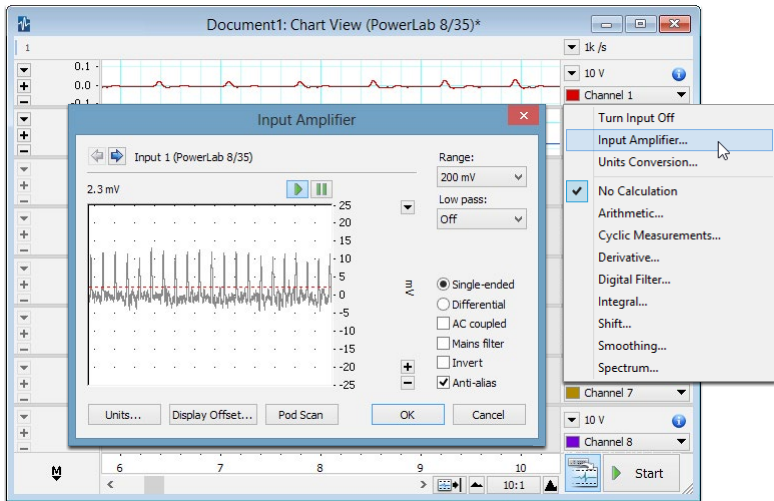 Document1: Chart View (PowerLab 8/35)*
1
1k /s
0.1
0.0
-0.1
10 V
Channel 1
Input Amplifier
Input 1 (PowerLab 8/35)
2.3 mV
25
20
15
10
5
0
-5
-10
-15
-20
-25
mV
Range:
200 mV
Low pass:
Off
Single-ended
Differential
AC coupled
Mains filter
Invert
Anti-alias
Units...
Display Offset...
Pod Scan
OK
Cancel
Turn Input Off
Input Amplifier...
Units Conversion...
No Calculation
Arithmetic...
Cyclic Measurements...
Derivative...
Digital Filter...
Integral...
Shift...
Smoothing...
Spectrum...
Channel 7
10 V
Channel 8
M
6 7 8 9 10
10:1
Start